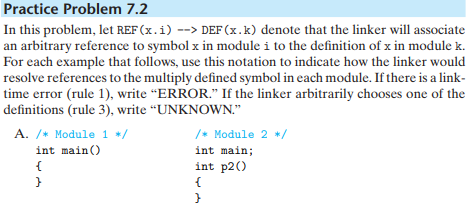 Practice Problem 7.2
In this problem, let REF(x.i) --> DEF(x.k) denote that the linker will associate
an arbitrary reference to symbol x in module i to the definition of x in module k.
For each example that follows, use this notation to indicate how the linker would
resolve references to the multiply defined symbol in each module. If there is a link-
time error (rule 1), write “ERROR.” If the linker arbitrarily chooses one of the
definitions (rule 3), write “UNKNOWN.”
A. /* Module 1 */ /* Module 2 */
int main() int main;
{ int p2()
} {
}